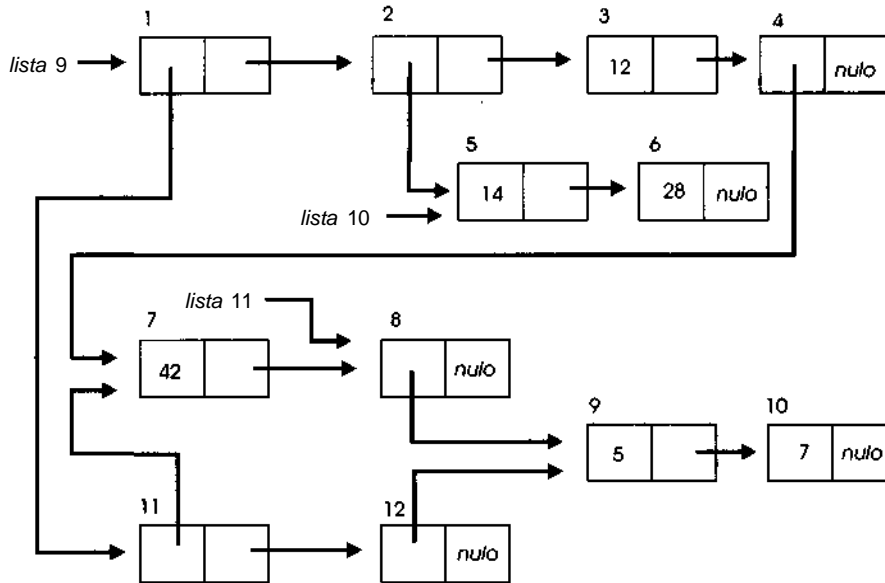 1 2 3 4
lista 9 12 nulo
5 6
14 28 nulo
lista 10
lista 11
7 8
42 nulo
9 10
5 7 nulo
11 12
nulo